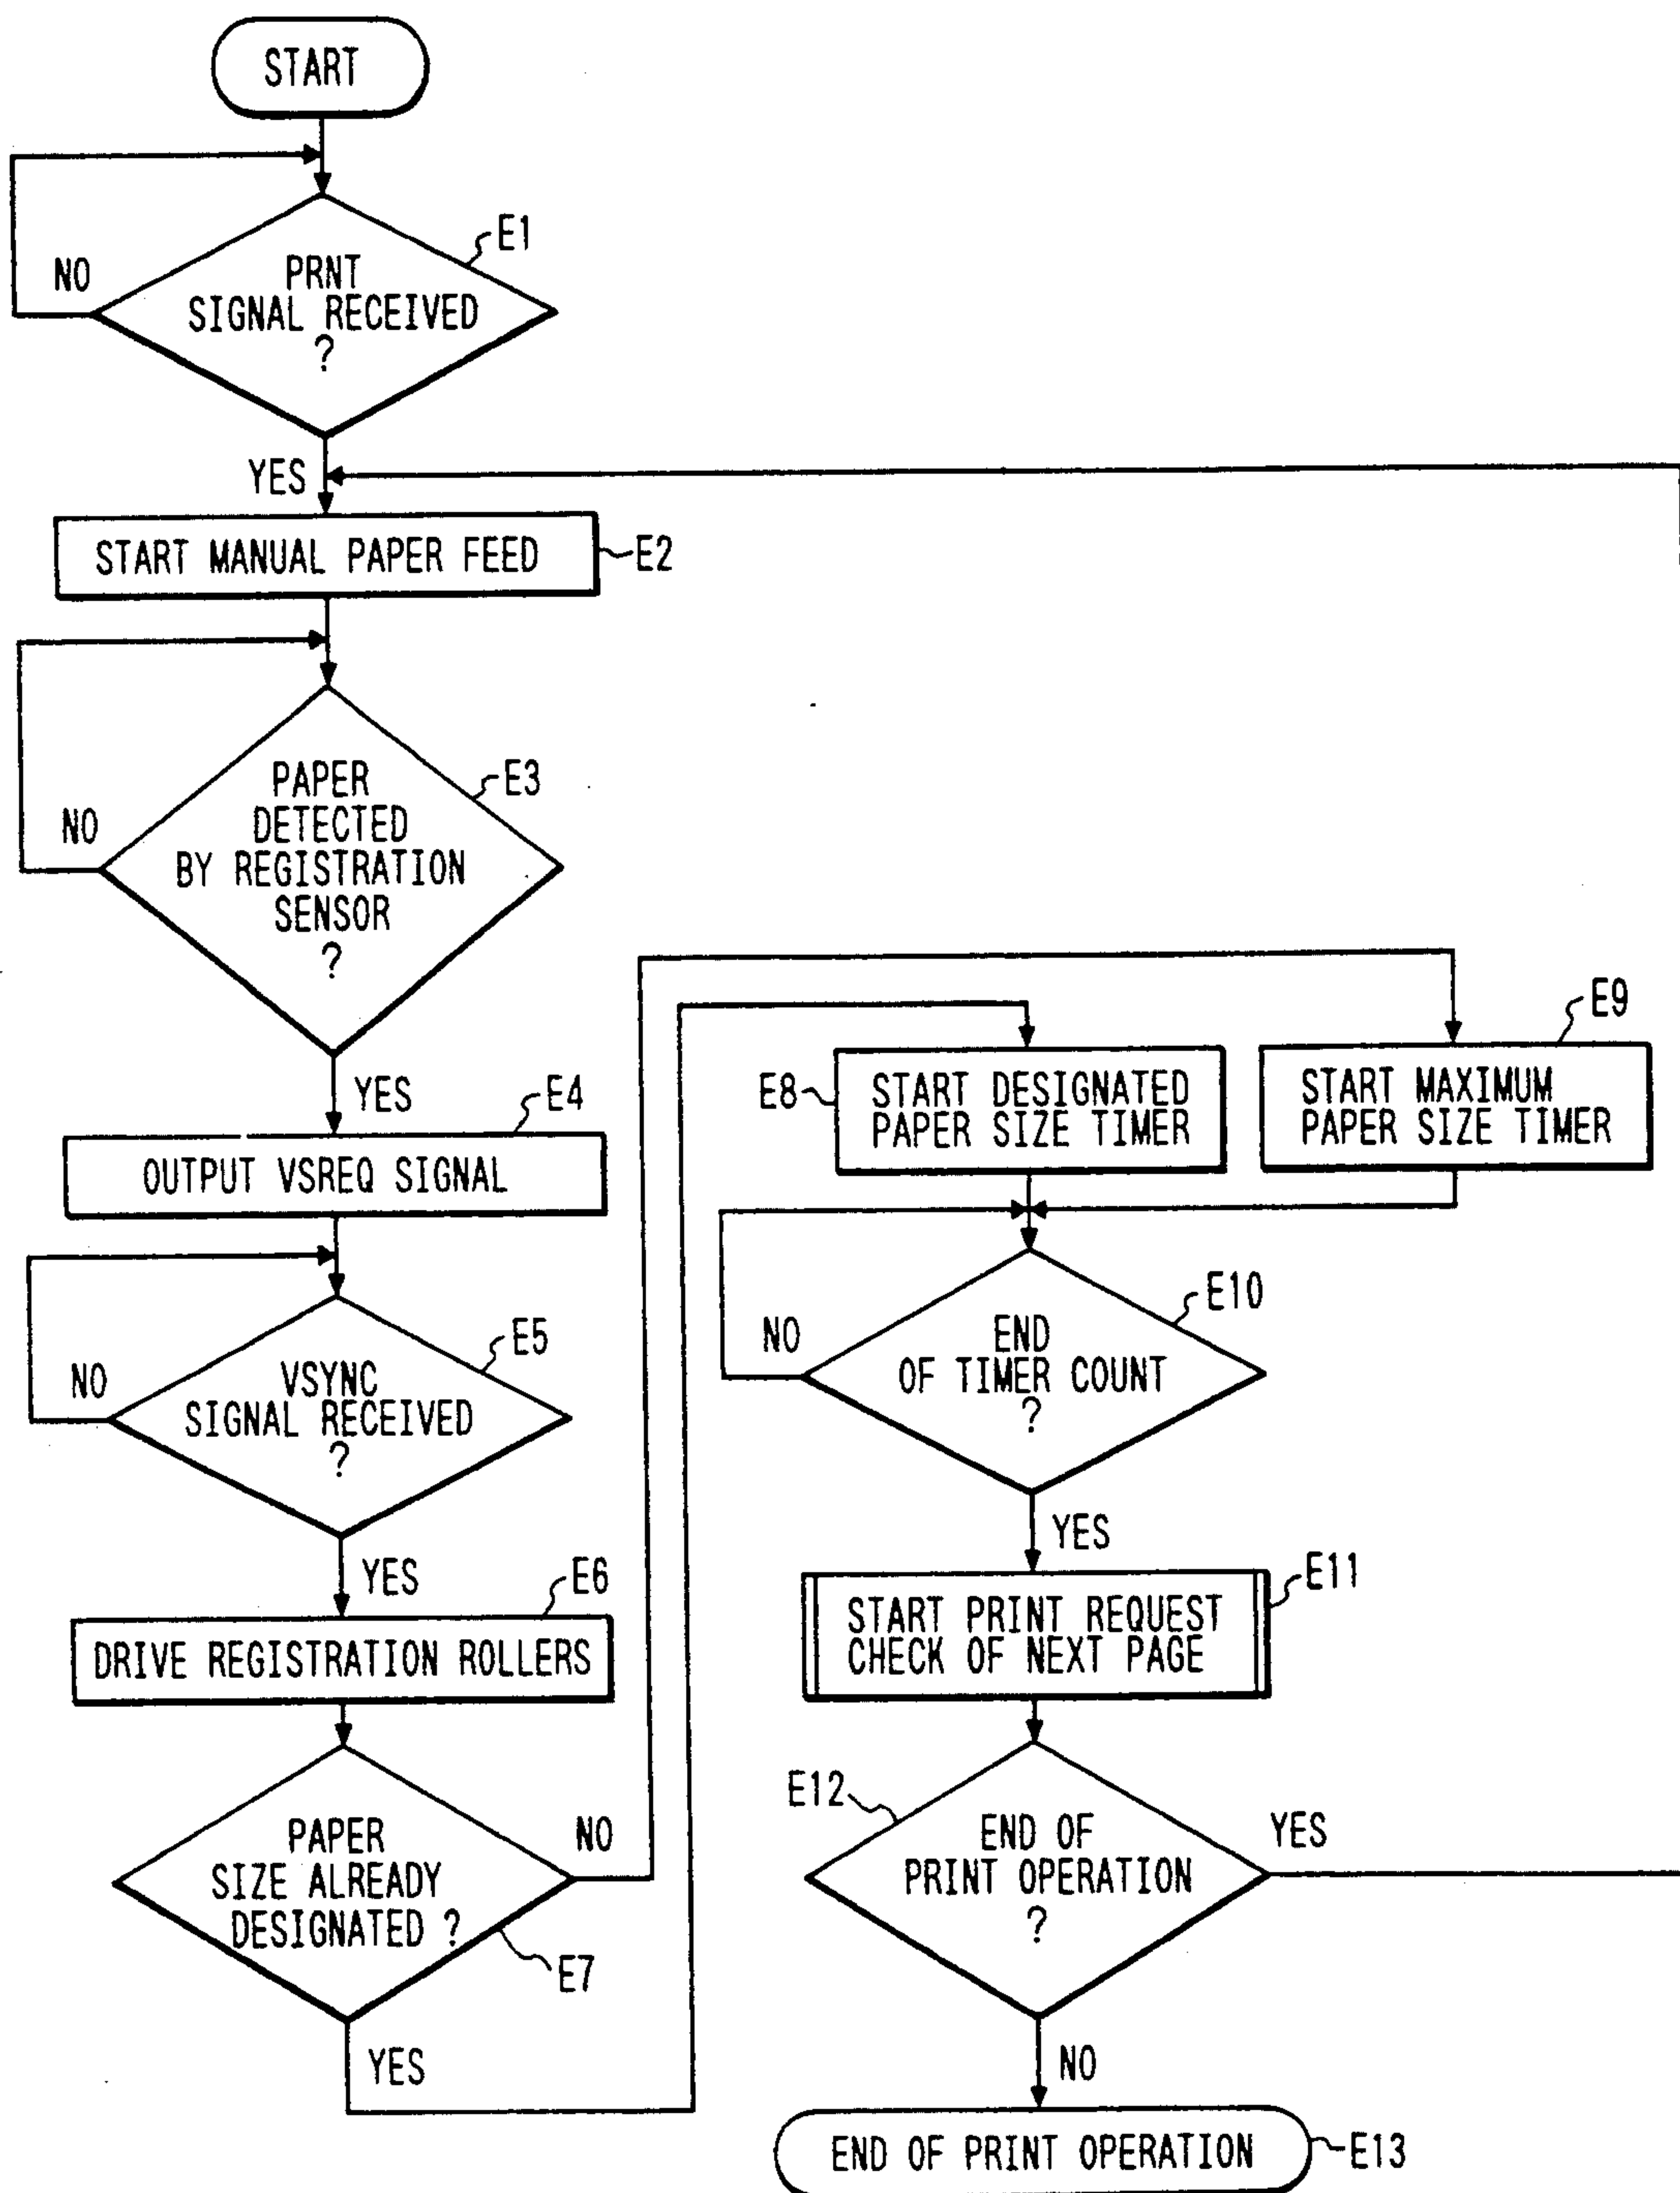 START
E1
NO
PRNT
SIGNAL RECEIVED
?
YES
START MANUAL PAPER FEED
E2
E3
PAPER
DETECTED
BY REGISTRATION
SENSOR
?
NO
YES
E4
OUTPUT VSREQ SIGNAL
E5
NO
VSYNC
SIGNAL RECEIVED
?
YES
E6
DRIVE REGISTRATION ROLLERS
PAPER
SIZE ALREADY
DESIGNATED ?
NO
E7
YES
E8
START DESIGNATED
PAPER SIZE TIMER
E9
START MAXIMUM
PAPER SIZE TIMER
E10
NO
END
OF TIMER COUNT
?
YES
E11
START PRINT REQUEST
CHECK OF NEXT PAGE
E12
END OF
PRINT OPERATION
?
YES
NO
END OF PRINT OPERATION
E13